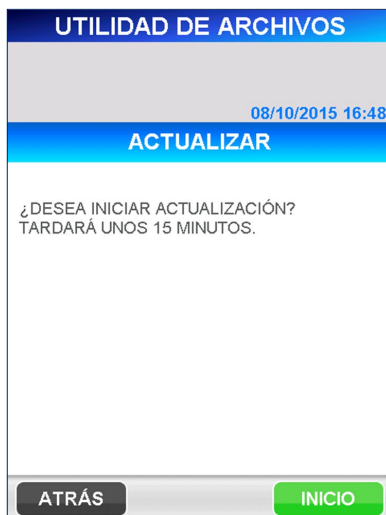 UTILIDAD DE ARCHIVOS
08/10/2015 16:48
ACTUALIZAR
¿DESEA INICIAR ACTUALIZACIÓN?
TARDARÁ UNOS 15 MINUTOS.
ATRÁS
INICIO